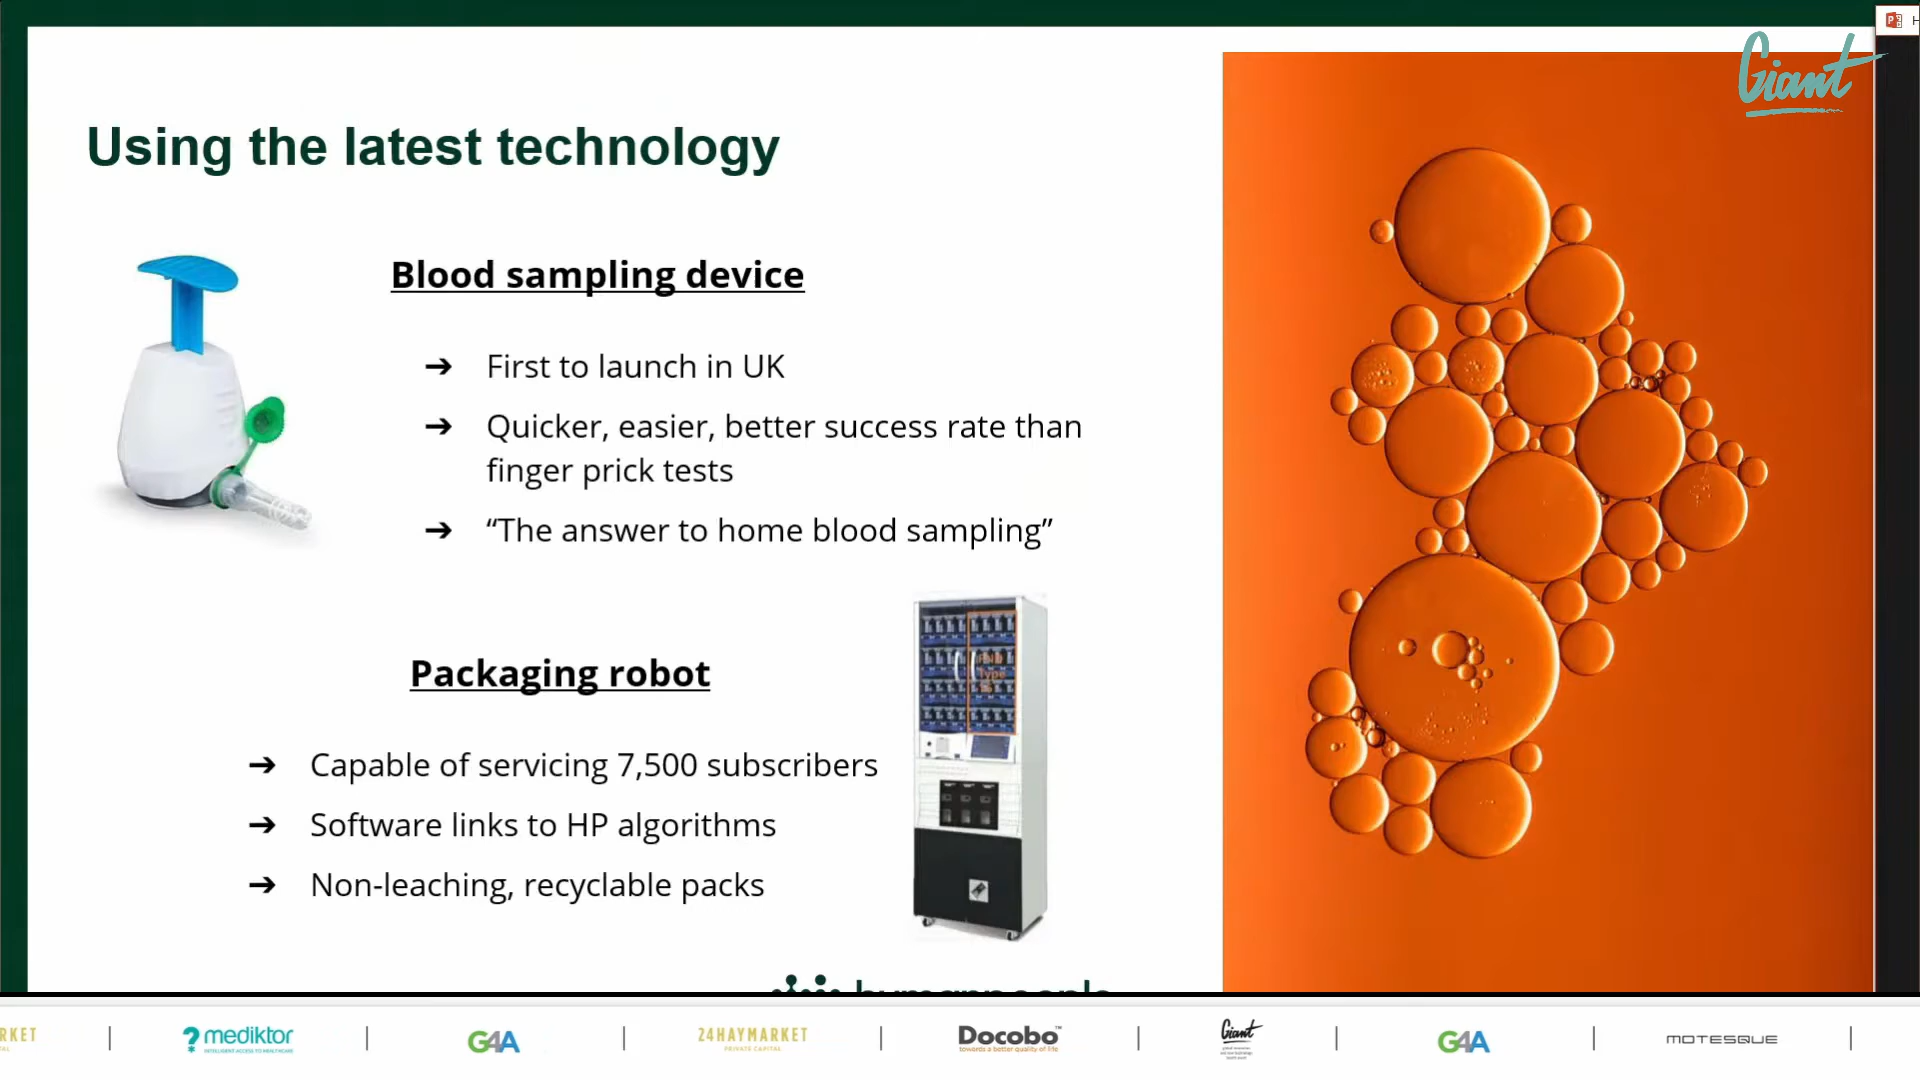 Giant
Using the latest technology
Blood sampling device
➔ First to launch in UK
➔ Quicker, easier, better success rate than
finger prick tests
➔ “The answer to home blood sampling”
Packaging robot
➔ Capable of servicing 7,500 subscribers
➔ Software links to HP algorithms
➔ Non-leaching, recyclable packs
RKET
mediktor
G4A
24HAYMARKET
PRIVATE CAPITAL
Docobo™
towards a better quality of life
Giant
G4A
MOTESQUE